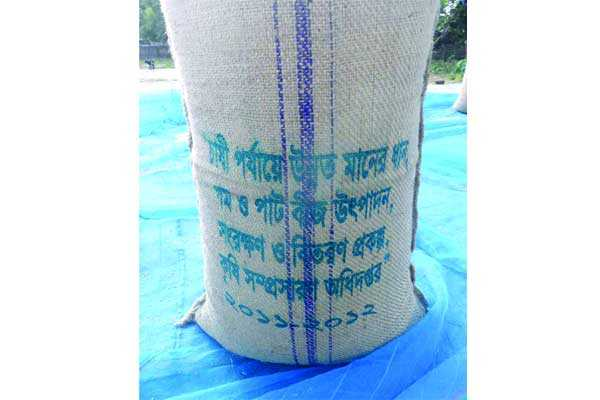 চাষী পর্যায়ে উন্নত মানের ধান,
গম ও পাট বীজ উৎপাদন,
সংরক্ষণ ও বিতরণ প্রকল্প,
কৃষি সম্প্রসারণ অধিদপ্তর
২০১১-২০১২